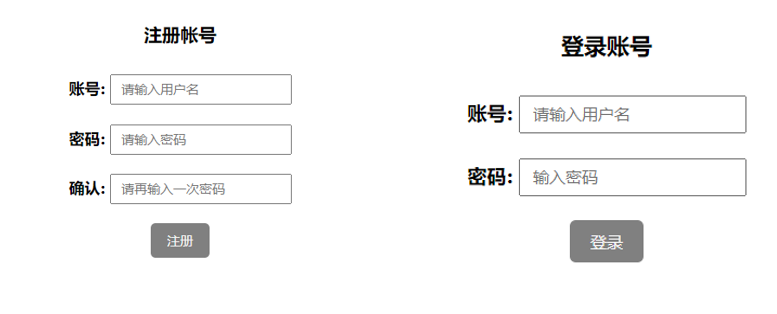 注册帐号
账号: 请输入用户名
密码: 请输入密码
确认: 请再输入一次密码
注册
登录账号
账号: 请输入用户名
密码: 输入密码
登录